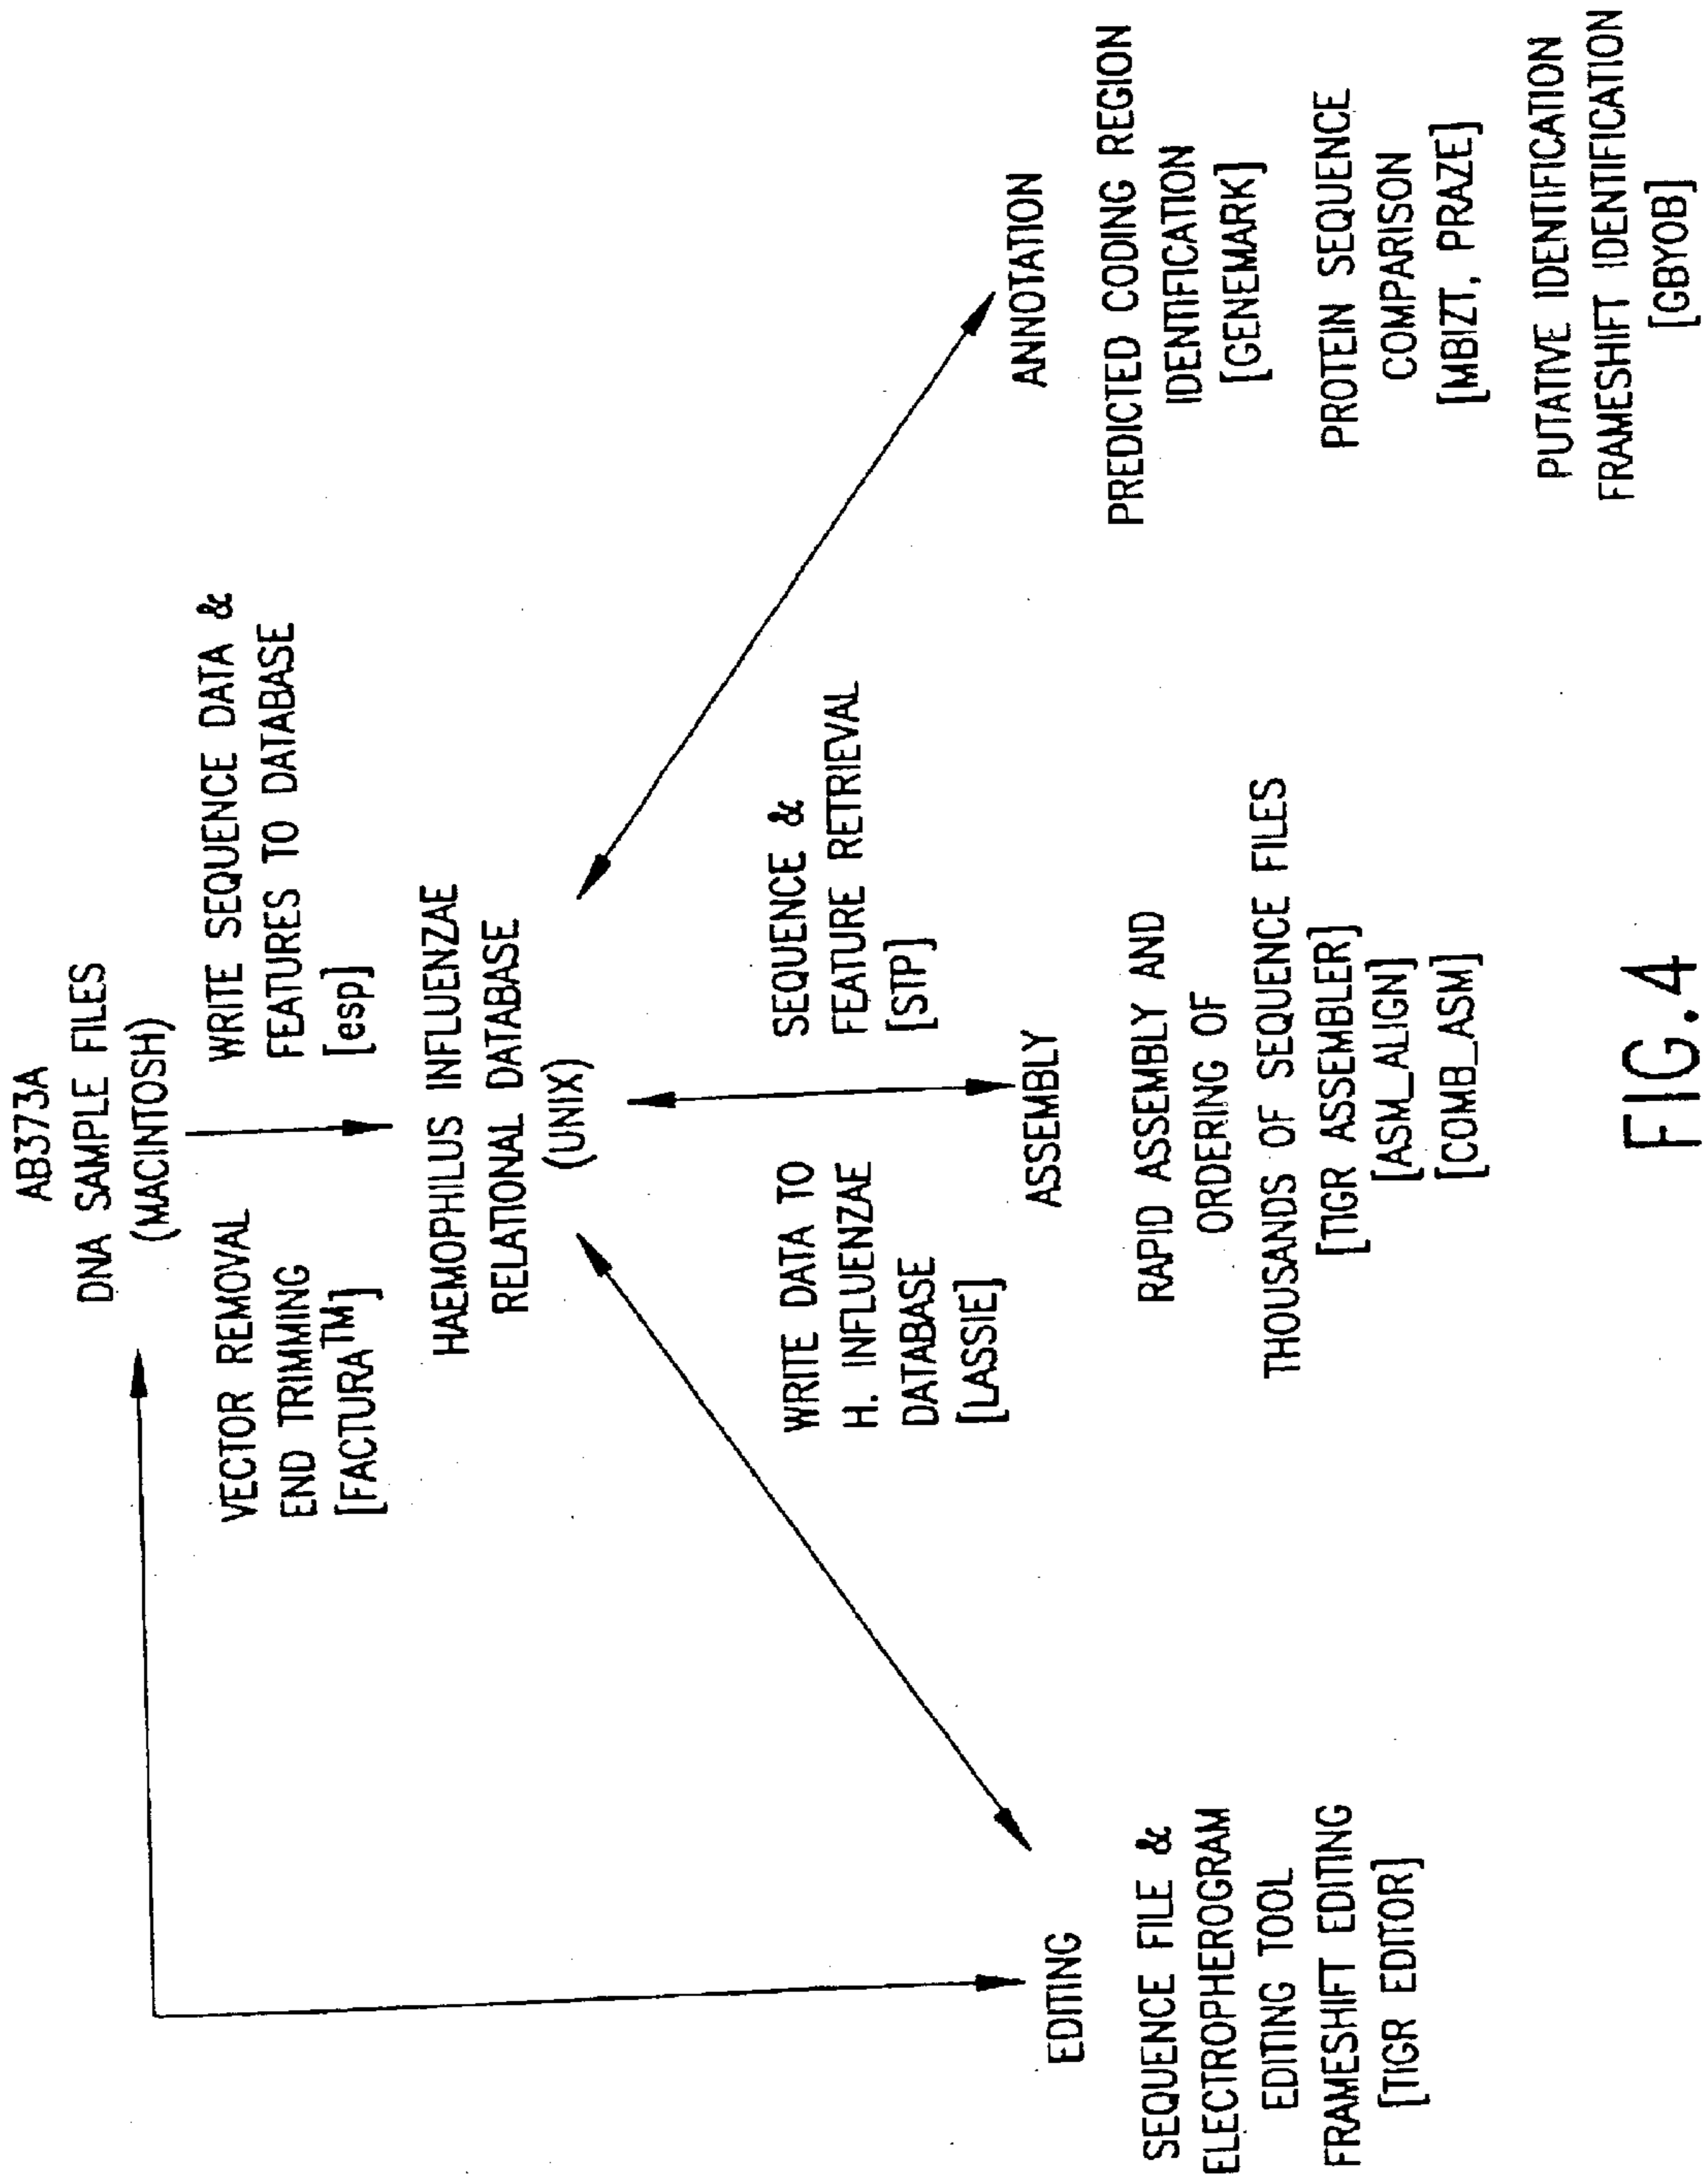 AB373A
DNA SAMPLE FILES
(MACINTOSH)
VECTOR REMOVAL
END TRIMMING
[FACTURA™]
WRITE SEQUENCE DATA &
FEATURES TO DATABASE
[esp]
HAEMOPHILUS INFLUENZAE
RELATIONAL DATABASE
(UNIX)
WRITE DATA TO
H. INFLUENZAE
DATABASE
[LASSIE]
SEQUENCE &
FEATURE RETRIEVAL
[STP]
EDITING
SEQUENCE FILE &
ELECTROPHEROGRAM
EDITING TOOL
FRAMESHIFT EDITING
[TIGR EDITOR]
ASSEMBLY
RAPID ASSEMBLY AND
ORDERING OF
THOUSANDS OF SEQUENCE FILES
[TIGR ASSEMBLER]
[ASM_ALIGN]
[COMB_ASM]
ANNOTATION
PREDICTED CODING REGION
IDENTIFICATION
[GENEMARK]
PROTEIN SEQUENCE
COMPARISON
[MBIZT, PRAZE]
PUTATIVE IDENTIFICATION
FRAMESHIFT IDENTIFICATION
[GBYOB]
FIG.4